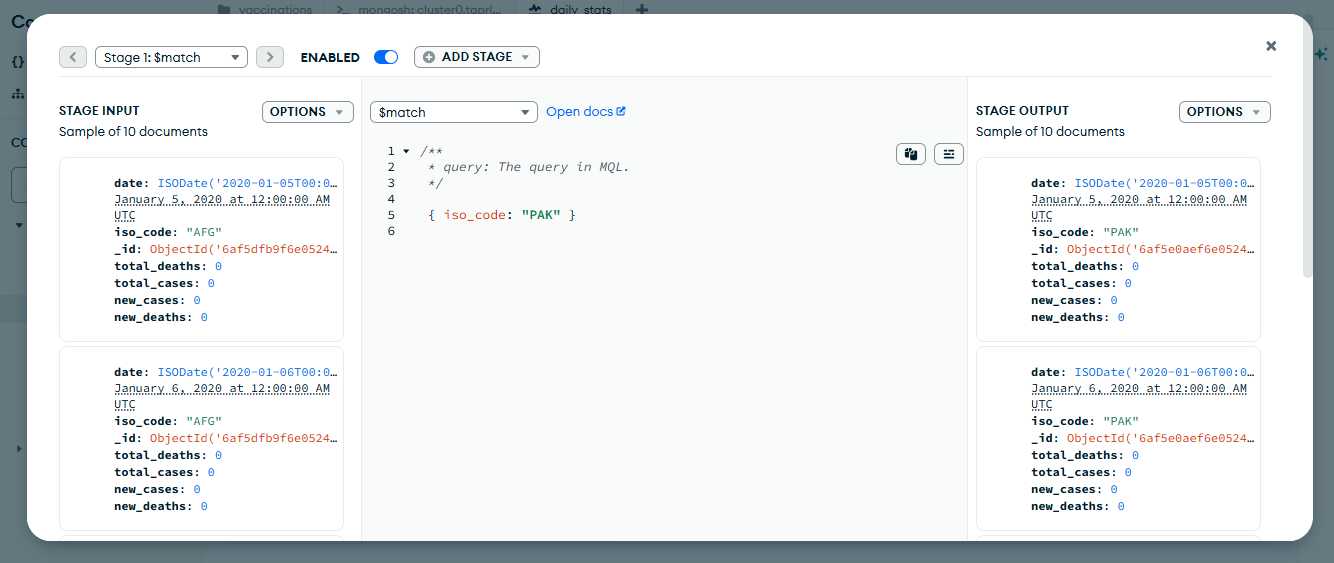 vaccinations
mongosh: cluster0.taprl...
daily_stats
Stage 1: $match
ENABLED
ADD STAGE
STAGE INPUT
OPTIONS
Sample of 10 documents
date: ISODate('2020-01-05T00:0…
January 5, 2020 at 12:00:00 AM
UTC
iso_code: "AFG"
_id: ObjectId('6af5dfb9f6e0524…
total_deaths: 0
total_cases: 0
new_cases: 0
new_deaths: 0
date: ISODate('2020-01-06T00:0…
January 6, 2020 at 12:00:00 AM
UTC
iso_code: "AFG"
_id: ObjectId('6af5dfb9f6e0524…
total_deaths: 0
total_cases: 0
new_cases: 0
new_deaths: 0
$match
Open docs
1 /**
2 * query: The query in MQL.
3 */
4
5 { iso_code: "PAK" }
6
STAGE OUTPUT
OPTIONS
Sample of 10 documents
date: ISODate('2020-01-05T00:0…
January 5, 2020 at 12:00:00 AM
UTC
iso_code: "PAK"
_id: ObjectId('6af5e0aef6e0524…
total_deaths: 0
total_cases: 0
new_cases: 0
new_deaths: 0
date: ISODate('2020-01-06T00:0…
January 6, 2020 at 12:00:00 AM
UTC
iso_code: "PAK"
_id: ObjectId('6af5e0aef6e0524…
total_deaths: 0
total_cases: 0
new_cases: 0
new_deaths: 0